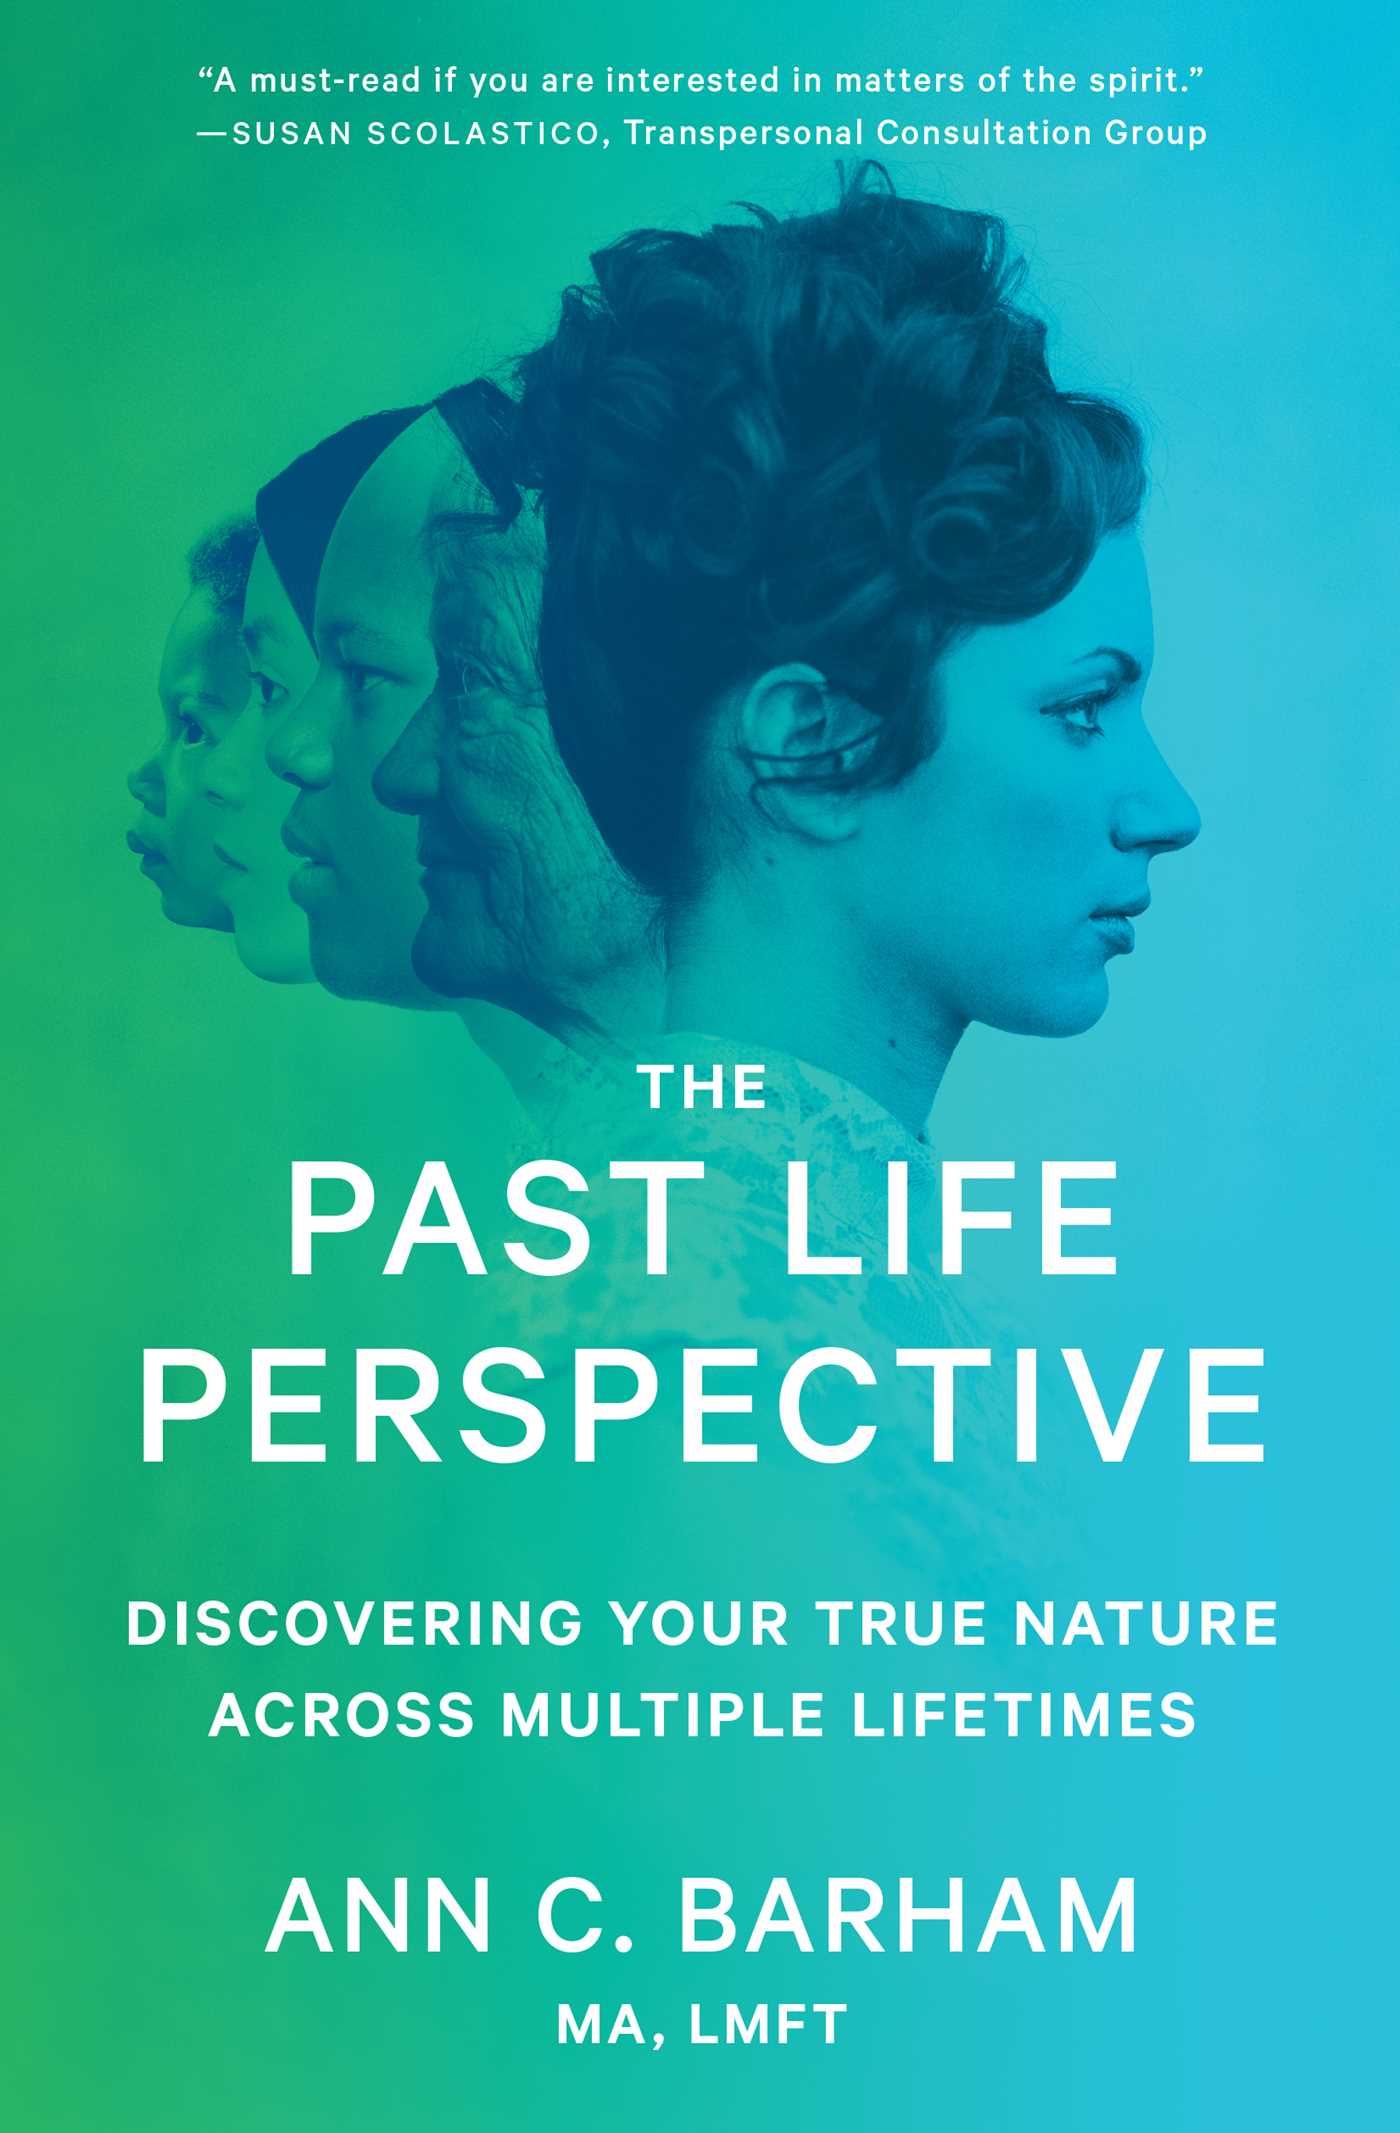 “A must-read if you are interested in matters of the spirit.”
—SUSAN SCOLASTICO, Transpersonal Consultation Group
THE
PAST LIFE
PERSPECTIVE
DISCOVERING YOUR TRUE NATURE
ACROSS MULTIPLE LIFETIMES
ANN C. BARHAM
MA, LMFT